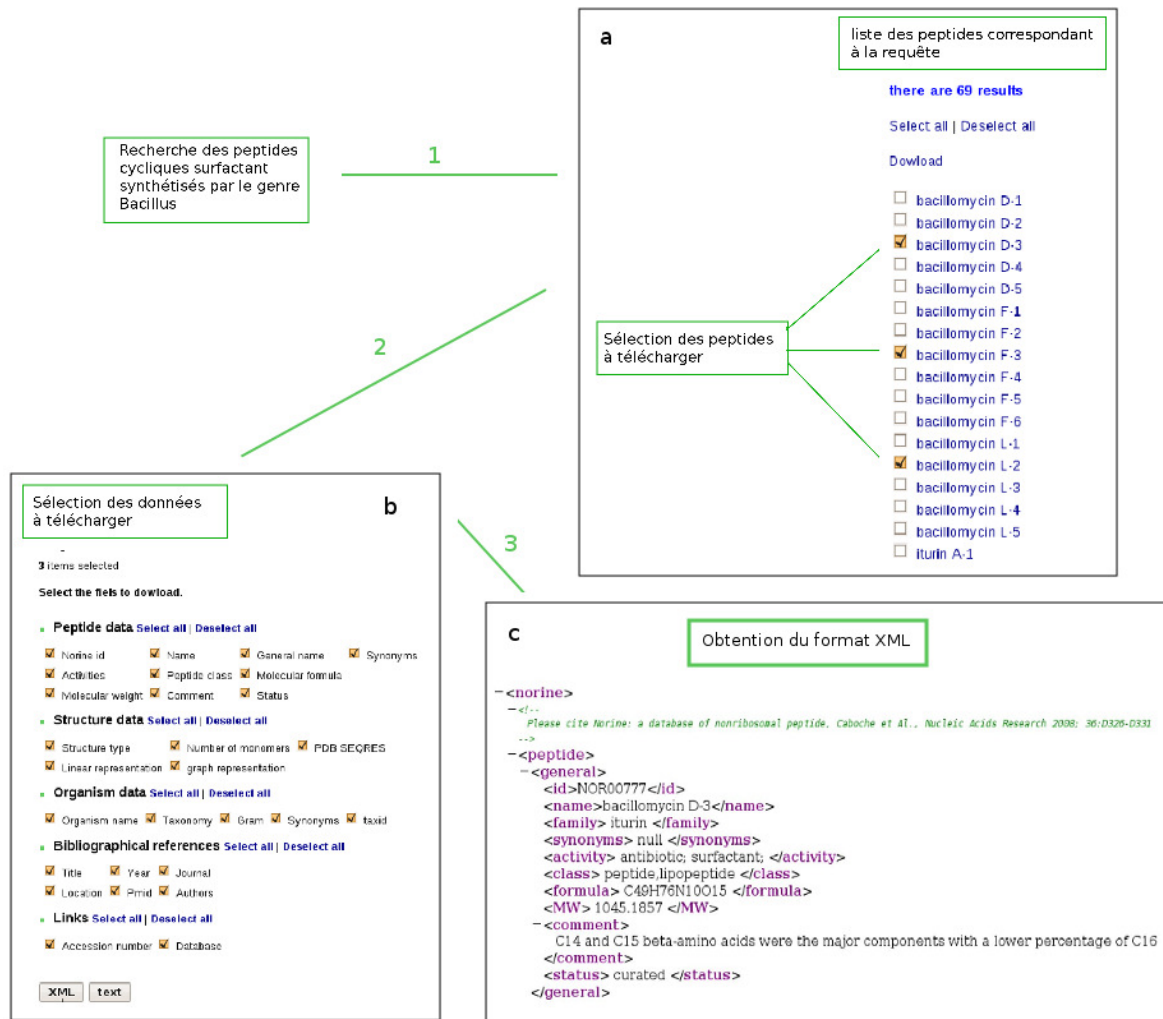 a
liste des peptides correspondant
à la requête
there are 69 results
Select all | Deselect all
Dowload
bacillomycin D-1
bacillomycin D-2
bacillomycin D-3
bacillomycin D-4
bacillomycin D-5
bacillomycin F-1
bacillomycin F-2
bacillomycin F-3
bacillomycin F-4
bacillomycin F-5
bacillomycin F-6
bacillomycin L-1
bacillomycin L-2
bacillomycin L-3
bacillomycin L-4
bacillomycin L-5
iturin A-1
Recherche des peptides
cycliques surfactant
synthétisés par le genre
Bacillus
1
Sélection des peptides
à télécharger
2
Sélection des données
à télécharger
b
3 items selected
Select the fiels to dowload.
Peptide data Select all | Deselect all
Norine id Name General name Synonyms
Activities Peptide class Molecular formula
Molecular weight Comment Status
Structure data Select all | Deselect all
Structure type Number of monomers PDB SEQRES
Linear representation graph representation
Organism data Select all | Deselect all
Organism name Taxonomy Gram Synonyms taxid
Bibliographical references Select all | Deselect all
Title Year Journal
Location Pmid Authors
Links Select all | Deselect all
Accession number Database
XML text
3
c
Obtention du format XML
−<norine>
−<!--
Please cite Norine: a database of nonribosomal peptide, Caboche et Al., Nucleic Acids Research 2008; 36:D326-D331
-->
−<peptide>
−<general>
<id>NOR00777</id>
<name>bacillomycin D-3</name>
<family> iturin </family>
<synonyms> null </synonyms>
<activity> antibiotic; surfactant; </activity>
<class> peptide,lipopeptide </class>
<formula> C49H76N10O15 </formula>
<MW> 1045.1857 </MW>
−<comment>
C14 and C15 beta-amino acids were the major components with a lower percentage of C16
</comment>
<status> curated </status>
</general>